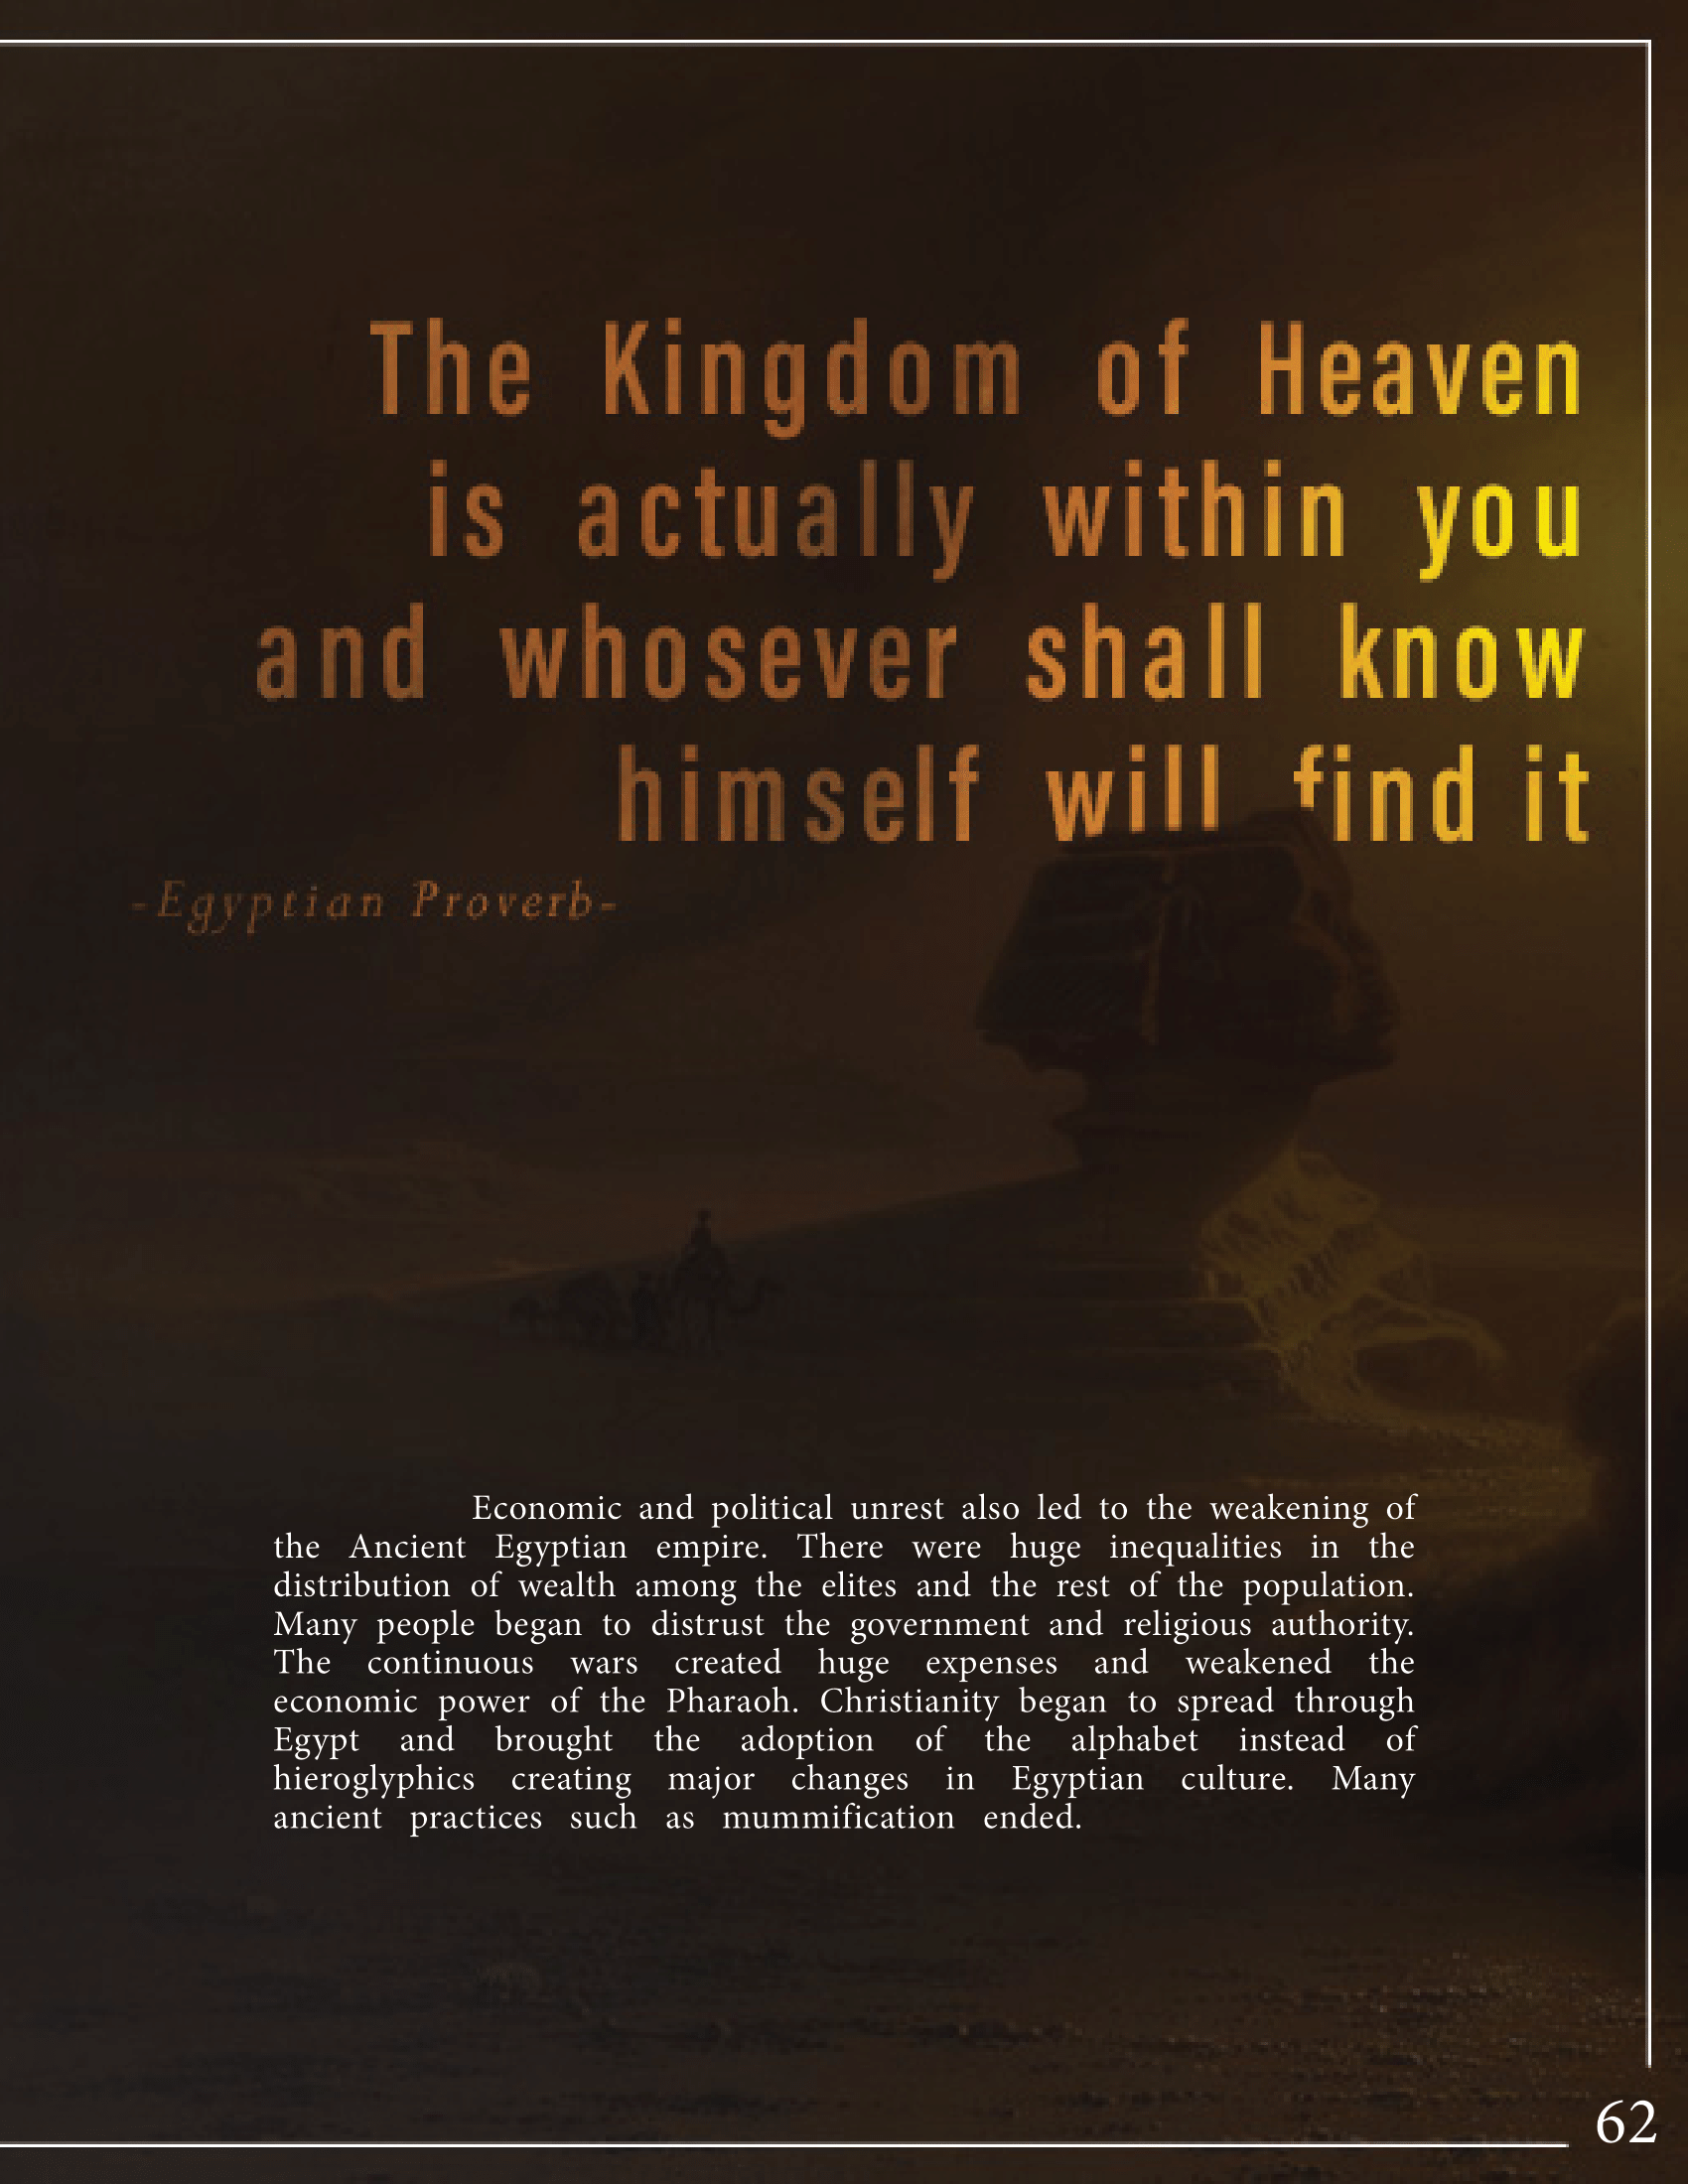 The Kingdom of Heaven
is actually within you
and whosever shall know
himself will find it
-Egyptian Proverb-
Economic and political unrest also led to the weakening of
the Ancient Egyptian empire. There were huge inequalities in the
distribution of wealth among the elites and the rest of the population.
Many people began to distrust the government and religious authority.
The continuous wars created huge expenses and weakened the
economic power of the Pharaoh. Christianity began to spread through
Egypt and brought the adoption of the alphabet instead of
hieroglyphics creating major changes in Egyptian culture. Many
ancient practices such as mummification ended.
62